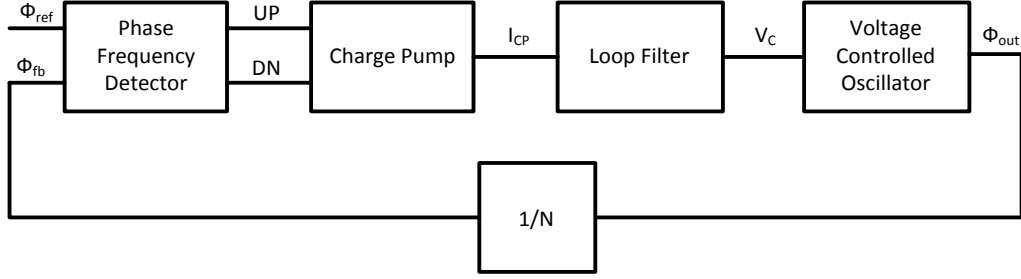 Φref
Φfb
Phase
Frequency
Detector
UP
DN
Charge Pump
ICP
Loop Filter
VC
Voltage
Controlled
Oscillator
Φout
1/N